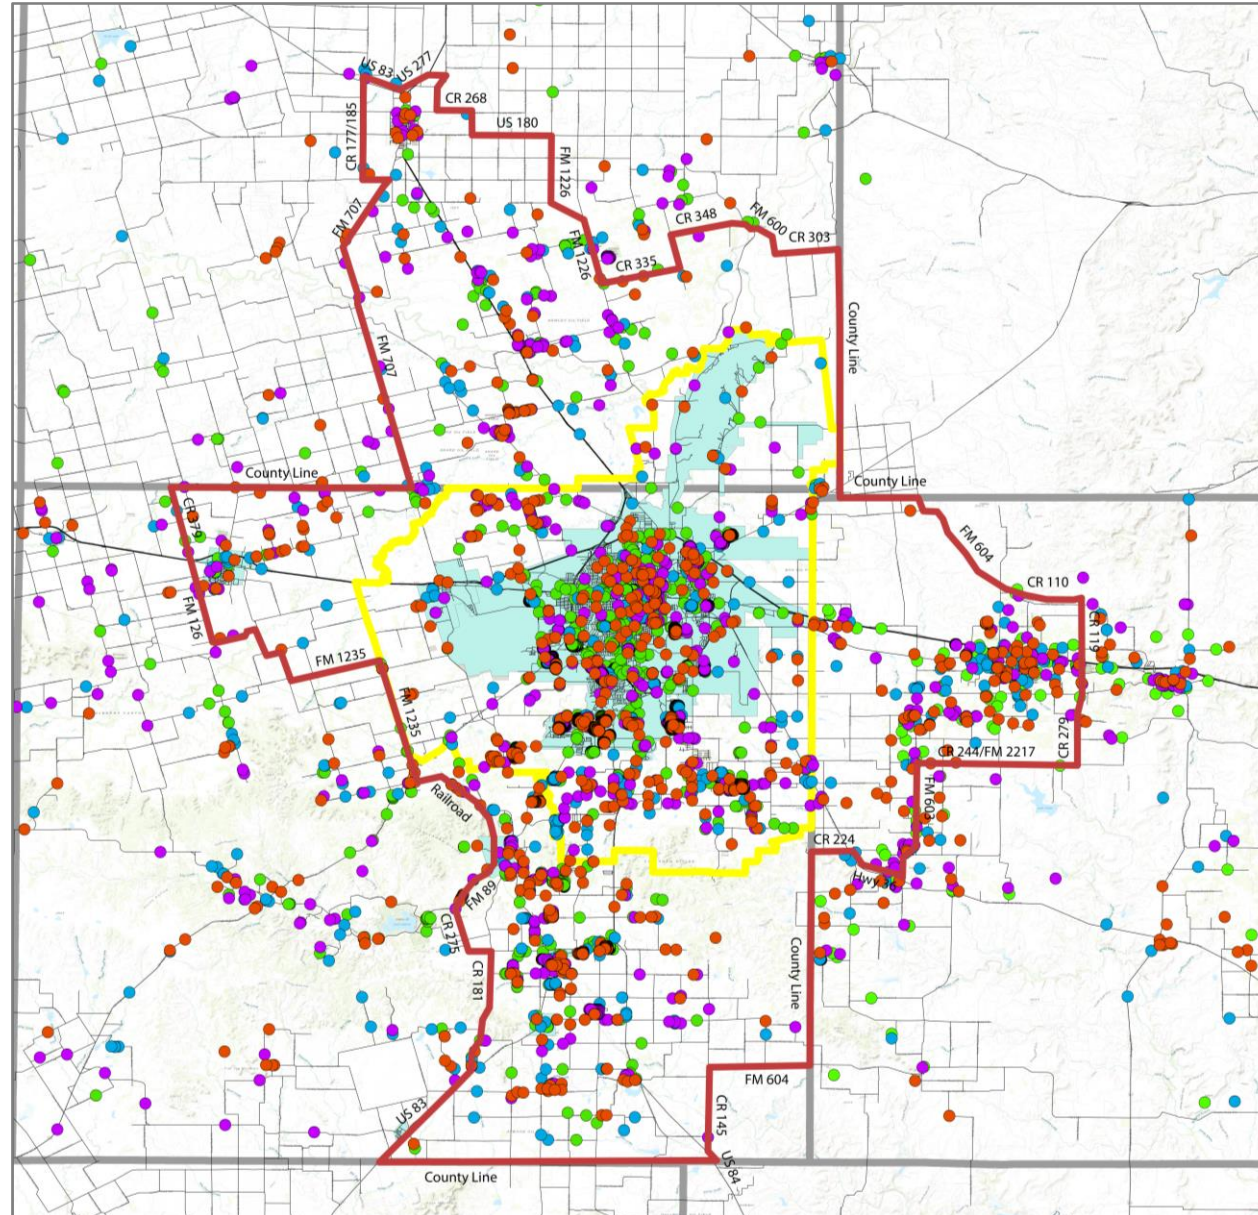 US 83
US 277
CR 268
US 180
CR 177/185
FM 1226
FM 707
CR 348
FM 600
CR 303
FM 1226
CR 335
County Line
FM 707
County Line
County Line
CR 379
FM 604
CR 110
FM 126
CR 119
FM 1235
FM 1235
CR 279
CR 244/FM 2217
Railroad
FM 603
CR 224
Hwy 36
FM 89
CR 275
County Line
CR 181
FM 604
US 83
CR 145
US 84
County Line